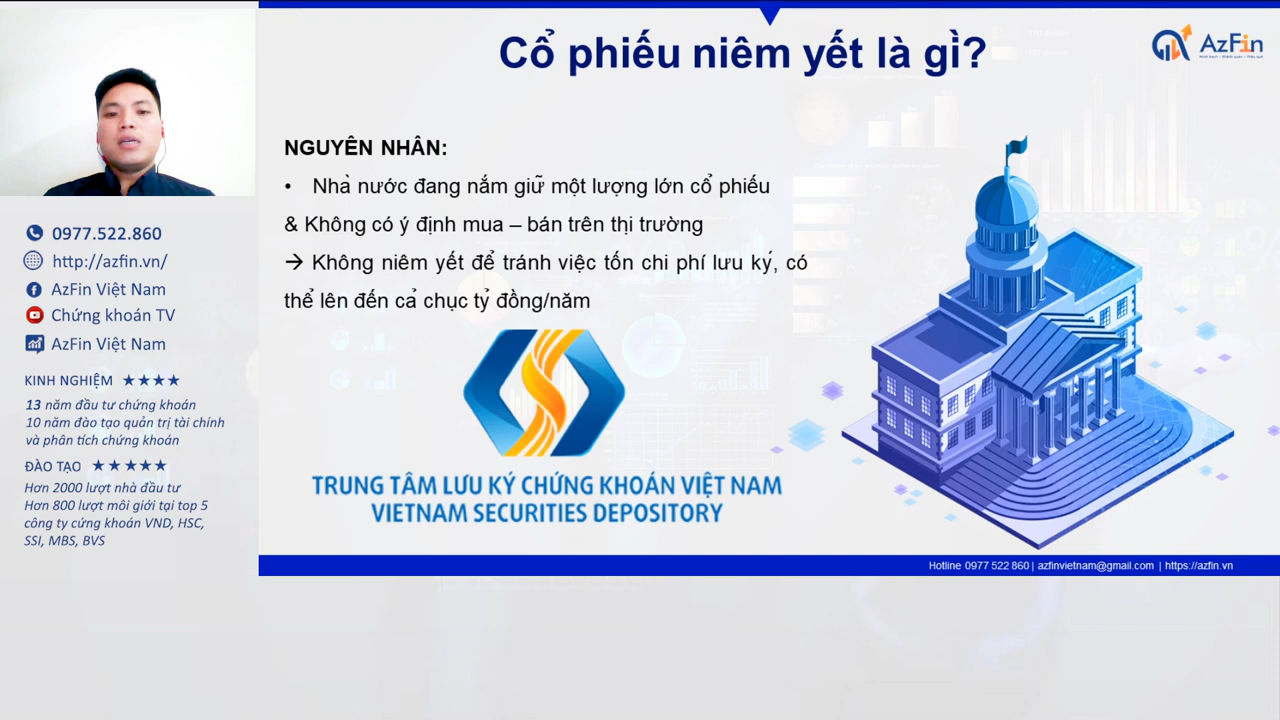 Cổ phiếu niêm yết là gì?
AzFin
NGUYÊN NHÂN:
• Nhà nước đang nắm giữ một lượng lớn cổ phiếu
& Không có ý định mua – bán trên thị trường
→ Không niêm yết để tránh việc tốn chi phí lưu ký, có
thể lên đến cả chục tỷ đồng/năm
TRUNG TÂM LƯU KÝ CHỨNG KHOÁN VIỆT NAM
VIETNAM SECURITIES DEPOSITORY
0977.522.860
http://azfin.vn/
AzFin Việt Nam
Chứng khoán TV
AzFin Việt Nam
KINH NGHIỆM ★★★★
13 năm đầu tư chứng khoán
10 năm đào tạo quản trị tài chính
và phân tích chứng khoán
ĐÀO TẠO ★★★★★
Hơn 2000 lượt nhà đầu tư
Hơn 800 lượt môi giới tại top 5
công ty cứng khoán VND, HSC,
SSI, MBS, BVS
Hotline 0977 522 860 | azfinvietnam@gmail.com | https://azfin.vn